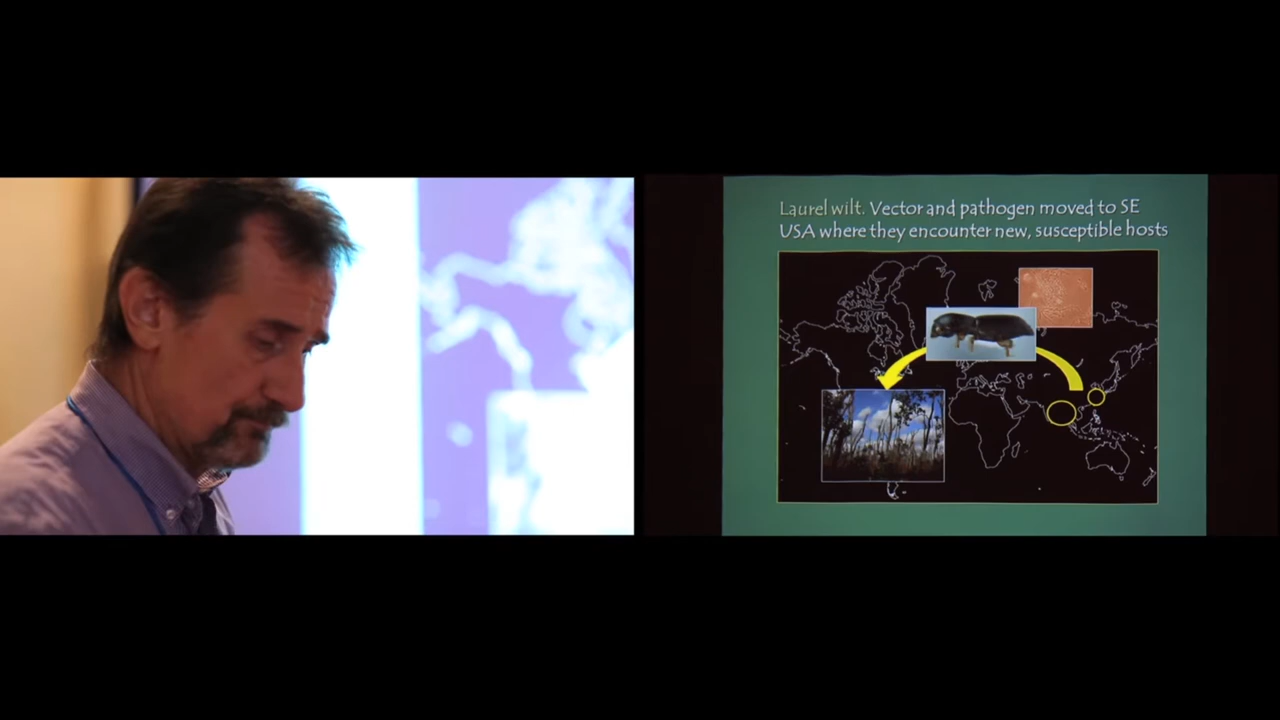 Laurel wilt. Vector and pathogen moved to SE
USA where they encounter new, susceptible hosts